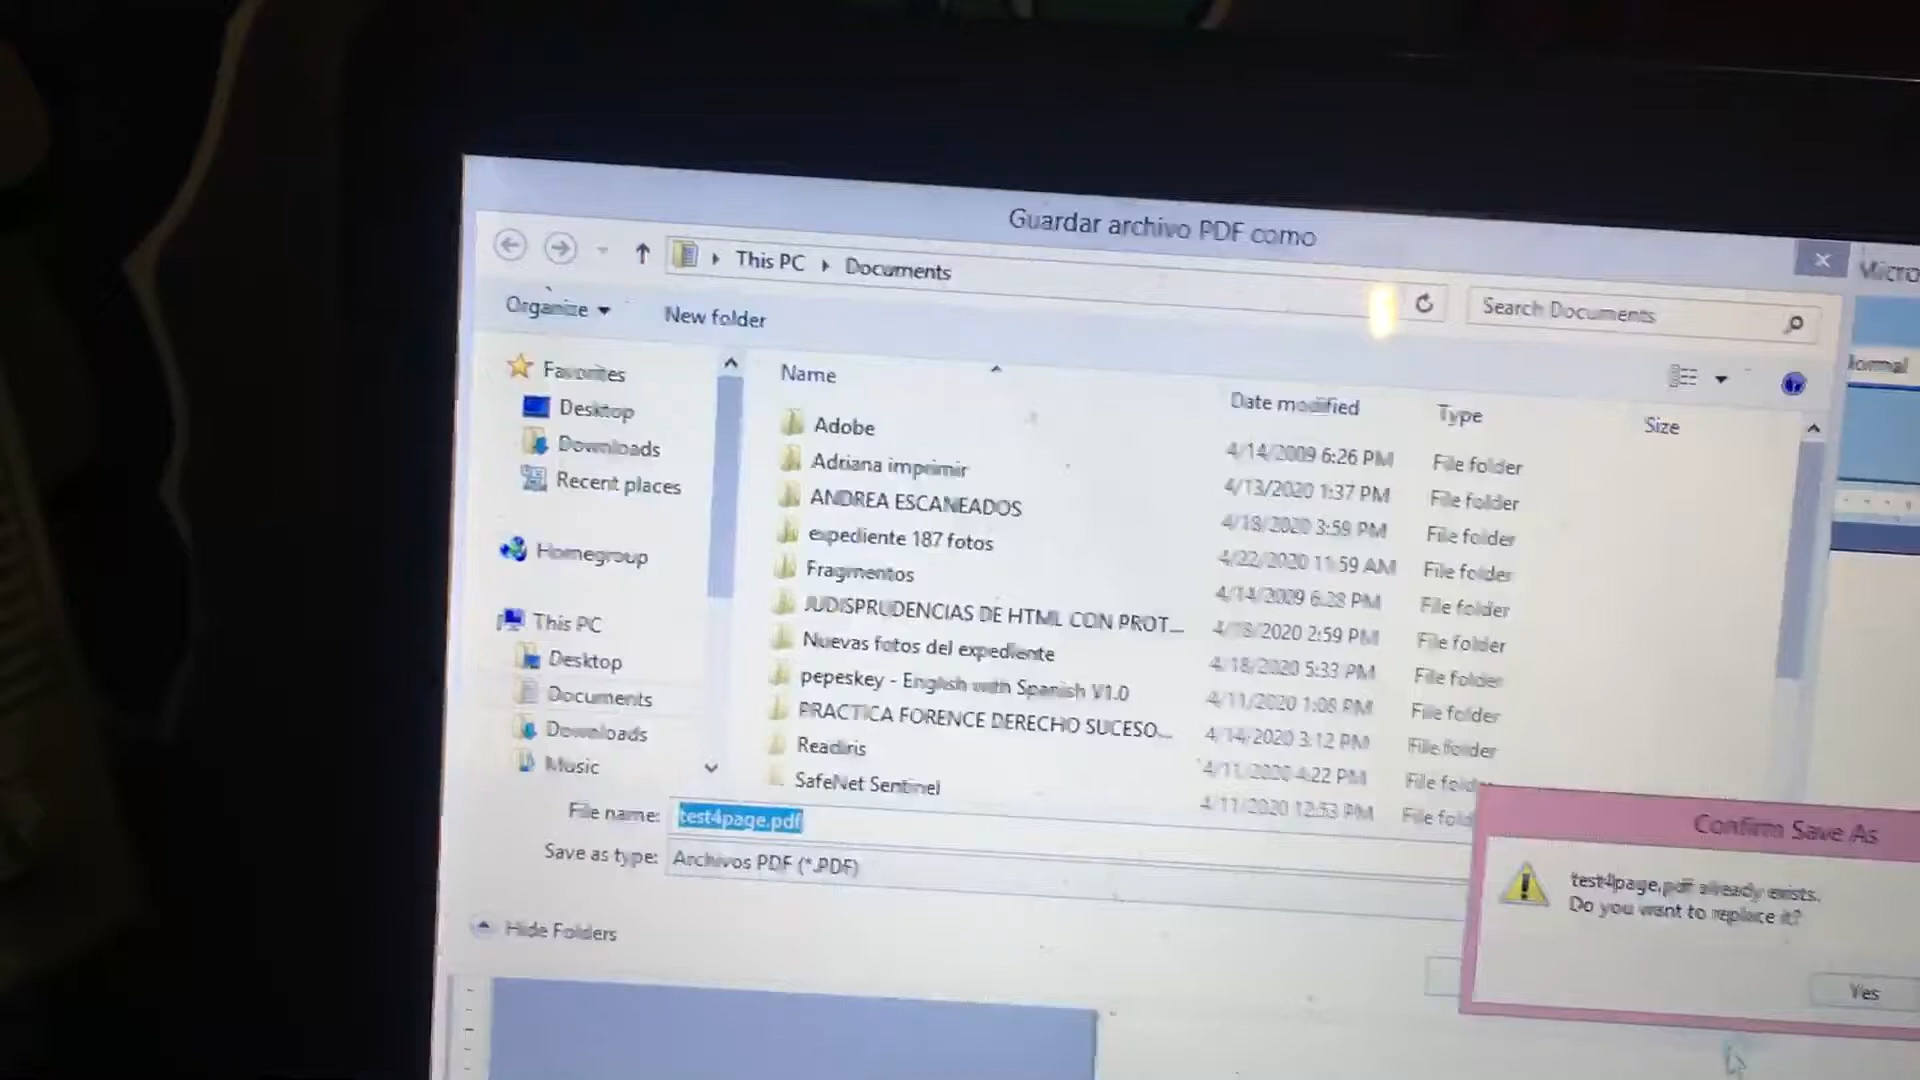 Guardar archivo PDF como
Micro
This PC
Documents
Search Documents
Organize
New folder
Normal
Name
Date modified
Type
Size
Favorites
Desktop
Downloads
Recent places
Homegroup
This PC
Desktop
Documents
Downloads
Music
Adobe 4/14/2009 6:26 PM File folder
Adriana imprimir 4/13/2020 1:37 PM File folder
ANDREA ESCANEADOS 4/18/2020 3:59 PM File folder
expediente 187 fotos 4/22/2020 11:59 AM File folder
Fragmentos 4/14/2009 6:28 PM File folder
JUDISPRUDENCIAS DE HTML CON PROT... 4/18/2020 2:59 PM File folder
Nuevas fotos del expediente 4/18/2020 5:33 PM File folder
pepeskey - English with Spanish V1.0 4/11/2020 1:08 PM File folder
PRACTICA FORENCE DERECHO SUCESO... 4/14/2020 3:12 PM File folder
Readiris 4/11/2020 4:22 PM File folde
SafeNet Sentinel 4/11/2020 12:53 PM File fold
File name: test4page.pdf
Save as type: Archivos PDF (*.PDF)
Hide Folders
Confirm Save As
test4page.pdf already exists.
Do you want to replace it?
Yes